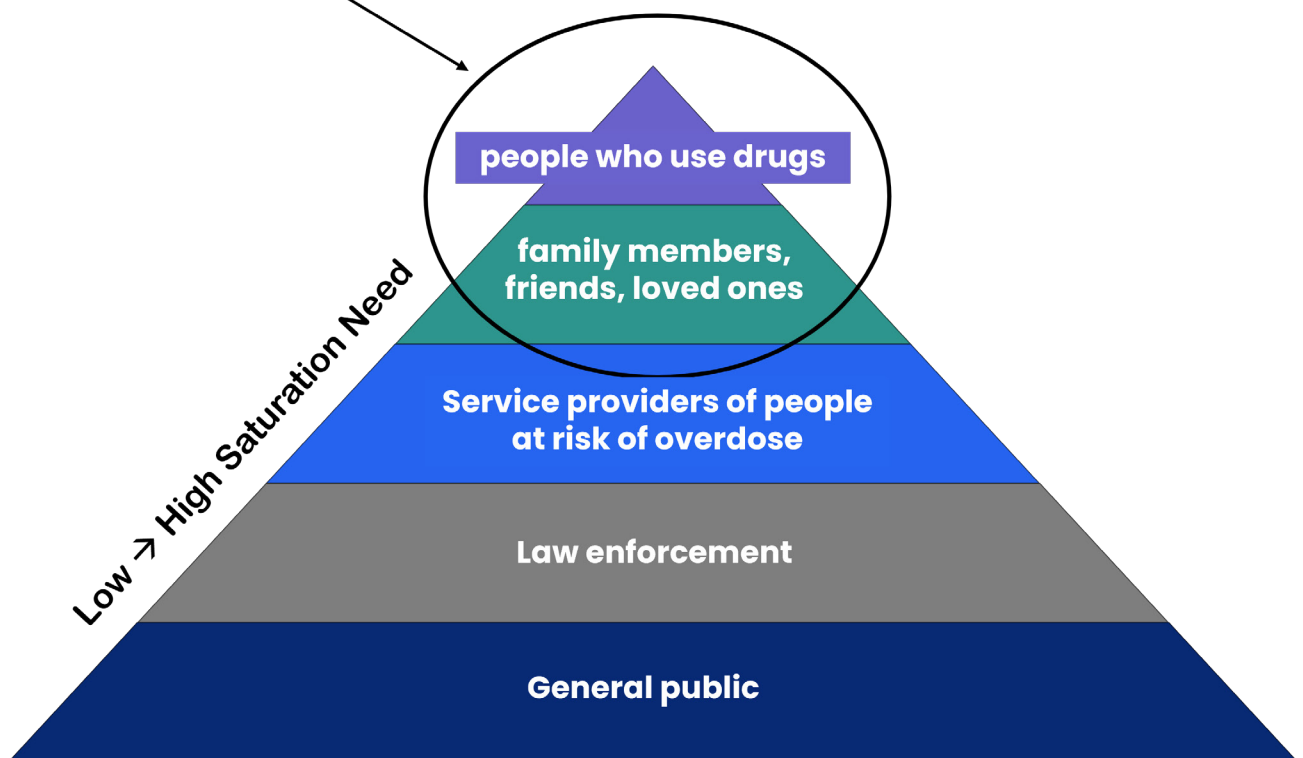 people who use drugs
family members,
friends, loved ones
Low → High Saturation Need
Service providers of people
at risk of overdose
Law enforcement
General public